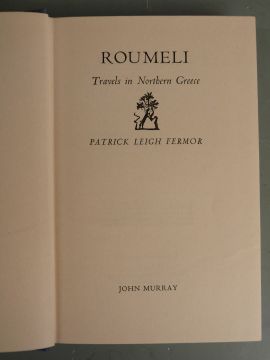 ROUMELI
Travels in Northern Greece
PATRICK LEIGH FERMOR
JOHN MURRAY